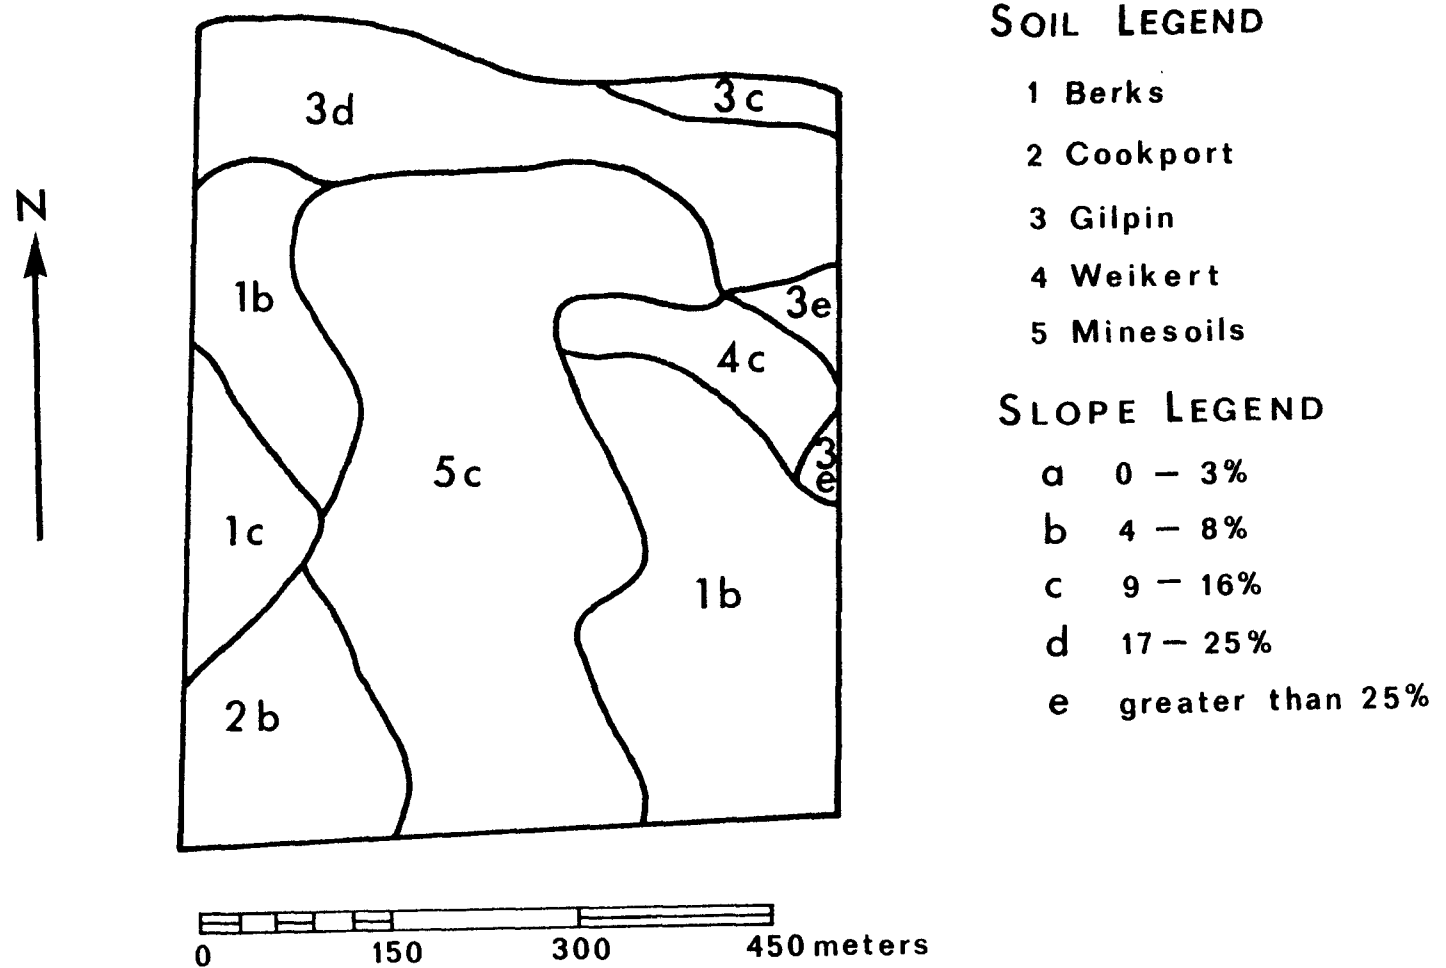 SOIL LEGEND
1 Berks
2 Cookport
3 Gilpin
4 Weikert
5 Minesoils
SLOPE LEGEND
a 0 — 3%
b 4 — 8%
c 9 — 16%
d 17 — 25%
e greater than 25%
N
3d
3c
1b
3e
4c
5c
3
e
1c
1b
2b
0 150 300 450 meters